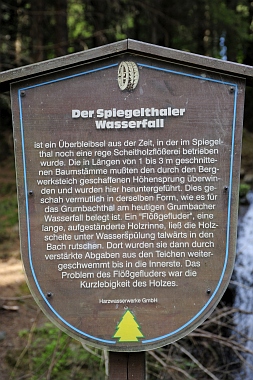 Der Spiegelthaler
Wasserfall
ist ein Überbleibsel aus der Zeit, in der im Spiegel-
thal noch eine rege Scheitholzflößerei betrieben
wurde. Die in Längen von 1 bis 3 m geschnitte-
nen Baumstämme mußten den durch den Berg-
werksteich geschaffenen Höhensprung überwin-
den und wurden hier heruntergeführt. Dies ge-
schah vermutlich in derselben Form, wie es für
das Grumbachthal am heutigen Grumbacher
Wasserfall belegt ist. Ein "Flößgefluder", eine
lange, aufgeständerte Holzrinne, ließ die Holz-
scheite unter Wasserspülung talwärts in den
Bach rutschen. Dort wurden sie dann durch
verstärkte Abgaben aus den Teichen weiter-
geschwemmt bis in die Innerste. Das
Problem des Flößgefluders war die
Kurzlebigkeit des Holzes.
Harzwasserwerke GmbH